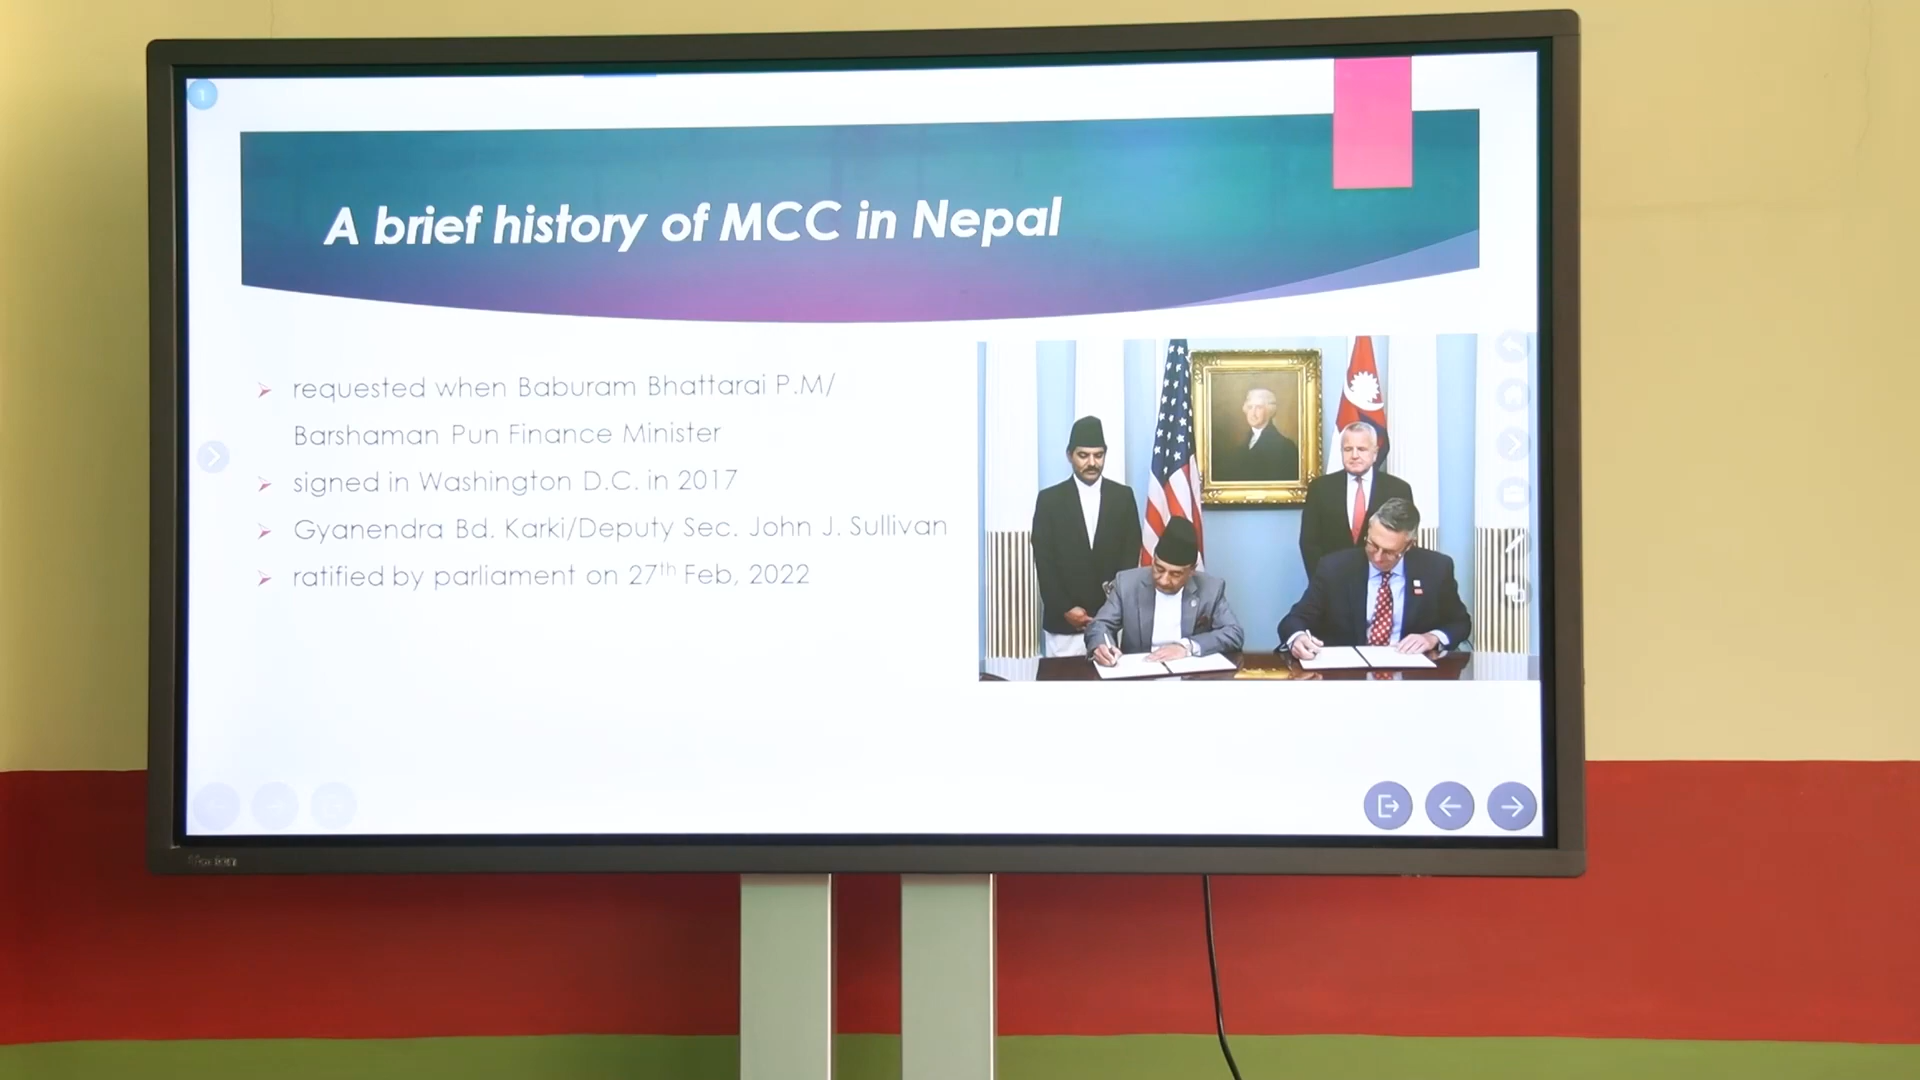 1
A brief history of MCC in Nepal
requested when Baburam Bhattarai P.M/
Barshaman Pun Finance Minister
signed in Washington D.C. in 2017
Gyanendra Bd. Karki/Deputy Sec. John J. Sullivan
ratified by parliament on 27th Feb, 2022